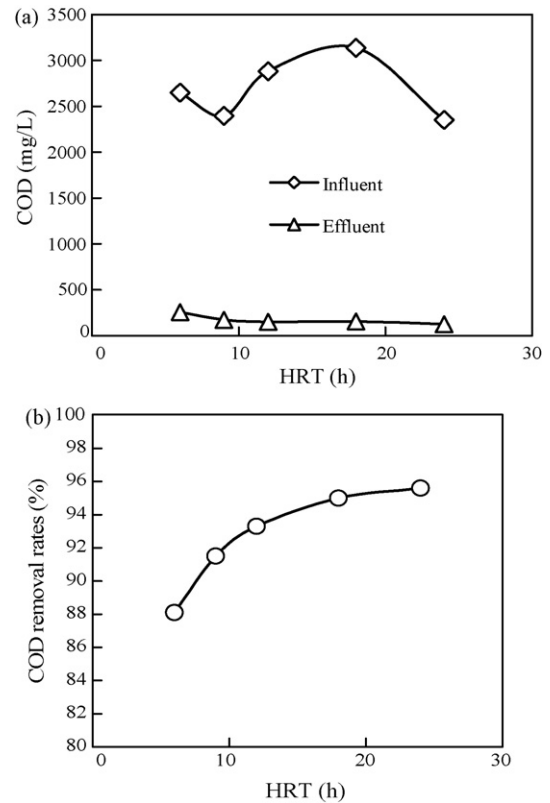 (a)
3500
3000
2500
2000
1500
1000
500
0
COD (mg/L)
Influent
Effluent
0 10 20 30
HRT (h)
(b)
100
98
96
94
92
90
88
86
84
82
80
COD removal rates (%)
0 10 20 30
HRT (h)